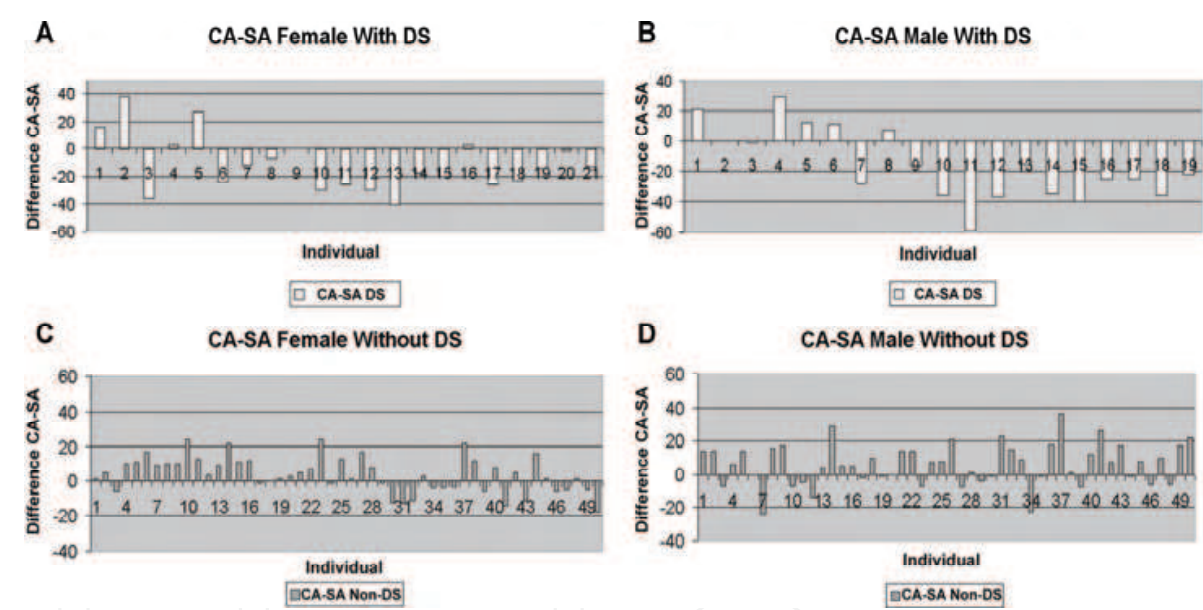 A
CA-SA Female With DS
Difference CA-SA
40
20
0
-20
-40
-60
1 2 3 4 5 6 7 8 9 10 11 12 13 14 15 16 17 18 19 20 21
Individual
CA-SA DS
B
CA-SA Male With DS
Difference CA-SA
40
20
0
-20
-40
-60
1 2 3 4 5 6 7 8 9 10 11 12 13 14 15 16 17 18 19
Individual
CA-SA DS
C
CA-SA Female Without DS
Difference CA-SA
60
40
20
0
-20
-40
1 4 7 10 13 16 19 22 25 28 31 34 37 40 43 46 49
Individual
CA-SA Non-DS
D
CA-SA Male Without DS
Difference CA-SA
60
40
20
0
-20
-40
1 4 7 10 13 16 19 22 25 28 31 34 37 40 43 46 49
Individual
CA-SA Non-DS